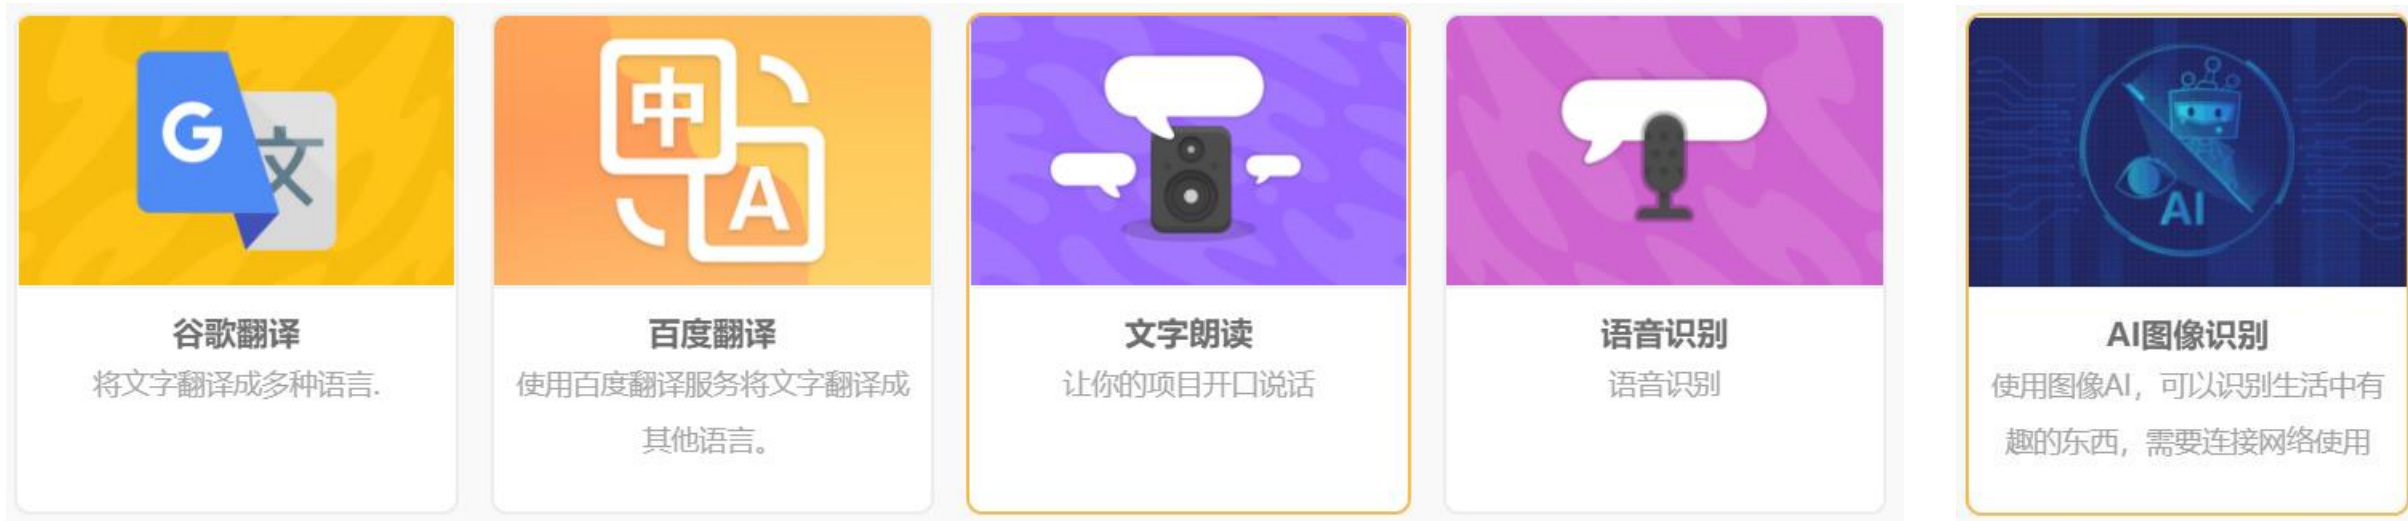 G 文
中
A
AI
谷歌翻译
将文字翻译成多种语言.
百度翻译
使用百度翻译服务将文字翻译成
其他语言。
文字朗读
让你的项目开口说话
语音识别
语音识别
AI图像识别
使用图像AI，可以识别生活中有
趣的东西，需要连接网络使用